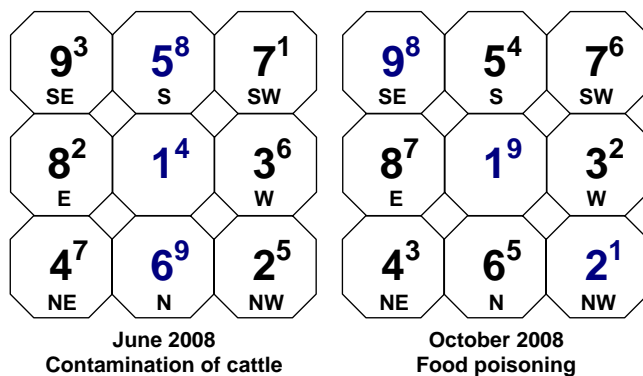 9³ 5⁸ 7¹ 9⁸ 5⁴ 7⁶
SE S SW SE S SW
8² 1⁴ 3⁶ 8⁷ 1⁹ 3²
E W E W
4⁷ 6⁹ 2⁵ 4³ 6⁵ 2¹
NE N NW NE N NW
June 2008 October 2008
Contamination of cattle Food poisoning